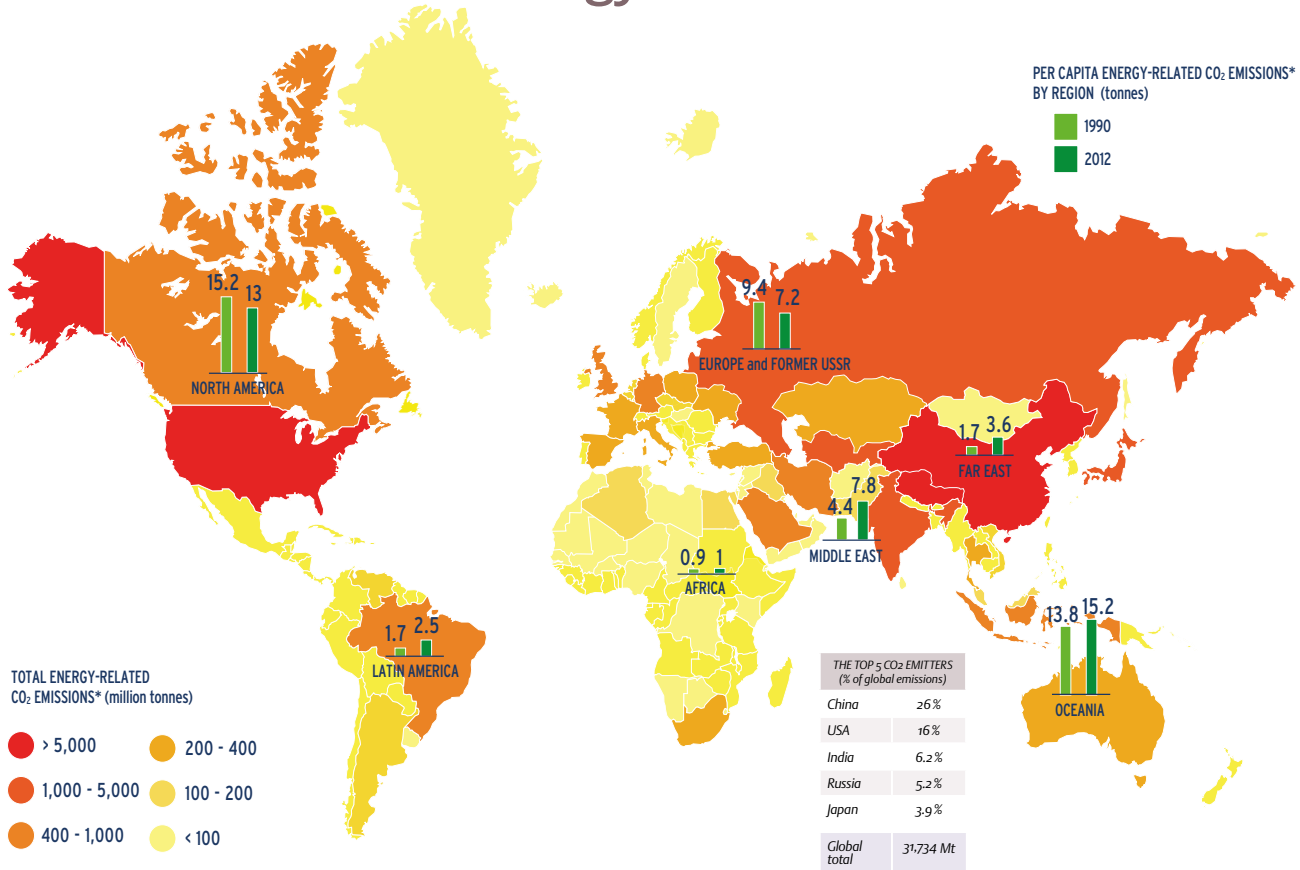 gy
PER CAPITA ENERGY-RELATED CO₂ EMISSIONS*
BY REGION (tonnes)
1990
2012
15.2 13
NORTH AMERICA
9.4 7.2
EUROPE and FORMER USSR
1.7 3.6
FAR EAST
4.4 7.8
MIDDLE EAST
0.9 1
AFRICA
1.7 2.5
LATIN AMERICA
13.8 15.2
OCEANIA
TOTAL ENERGY-RELATED
CO₂ EMISSIONS* (million tonnes)
> 5,000
1,000 - 5,000
400 - 1,000
200 - 400
100 - 200
< 100
THE TOP 5 CO2 EMITTERS
(% of global emissions)
China 26%
USA 16%
India 6.2%
Russia 5.2%
Japan 3.9%
Global
total 31,734 Mt